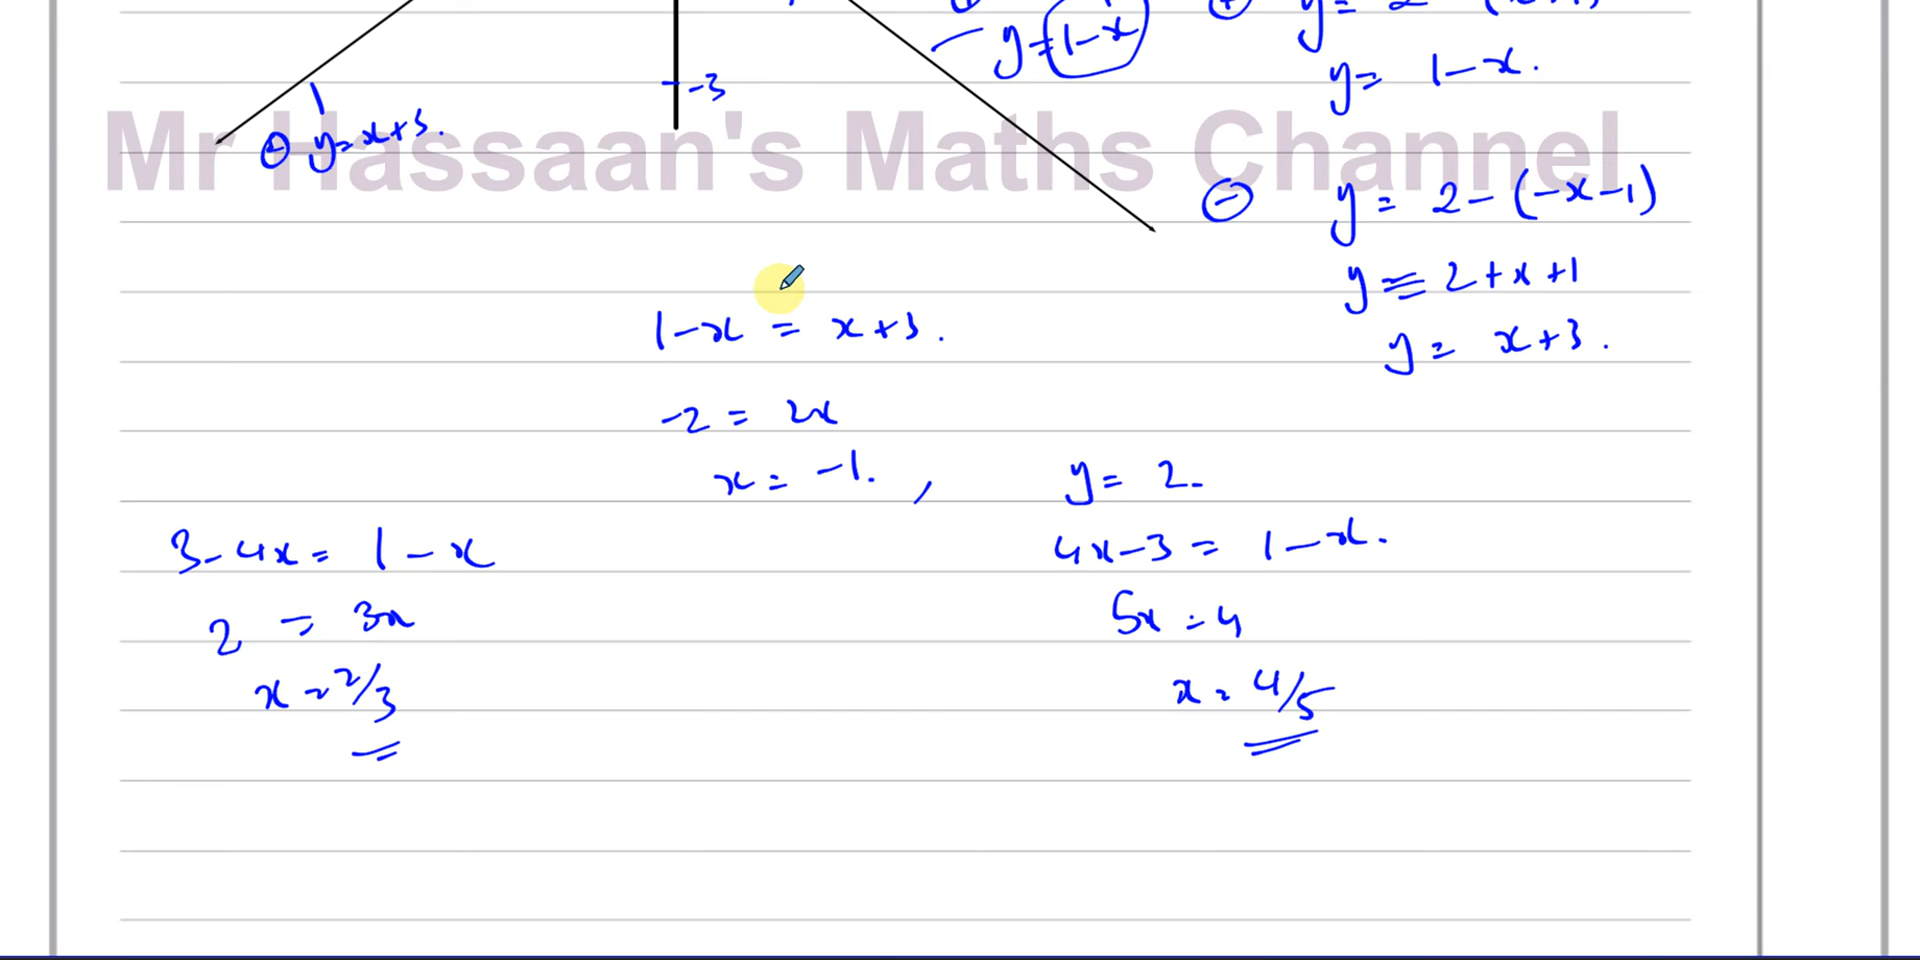 y = 1-x
y = 1-x.
-3
y = x+3.
Mr Hassaan's Maths Channel
⊖ y = 2-(-x-1)
y = 2+x+1
y = x+3.
1-x = x+3.
-2 = 2x
x = -1. , y = 2.
3-4x = 1-x
2 = 3x
x = 2/3
4x-3 = 1-x.
5x = 4
x = 4/5